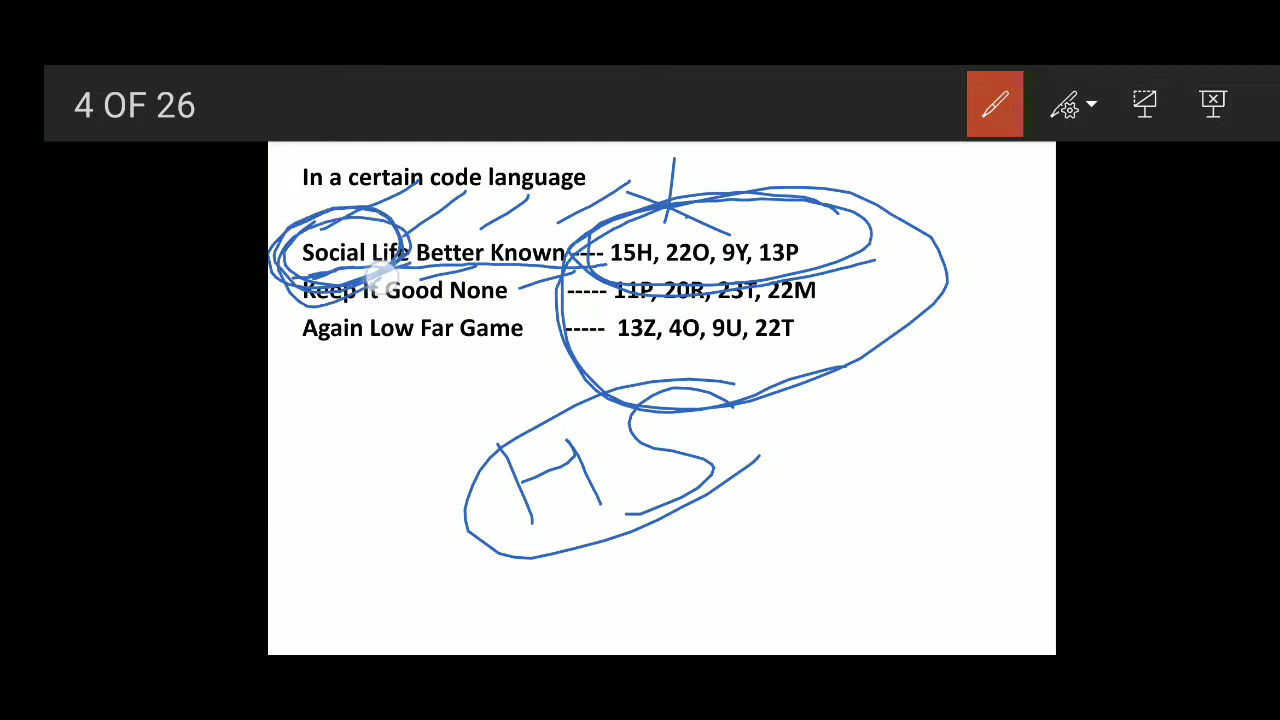 4 OF 26
In a certain code language
Social Life Better Known ---- 15H, 22O, 9Y, 13P
Keep It Good None ----- 11P, 20R, 23T, 22M
Again Low Far Game ----- 13Z, 4O, 9U, 22T
H S